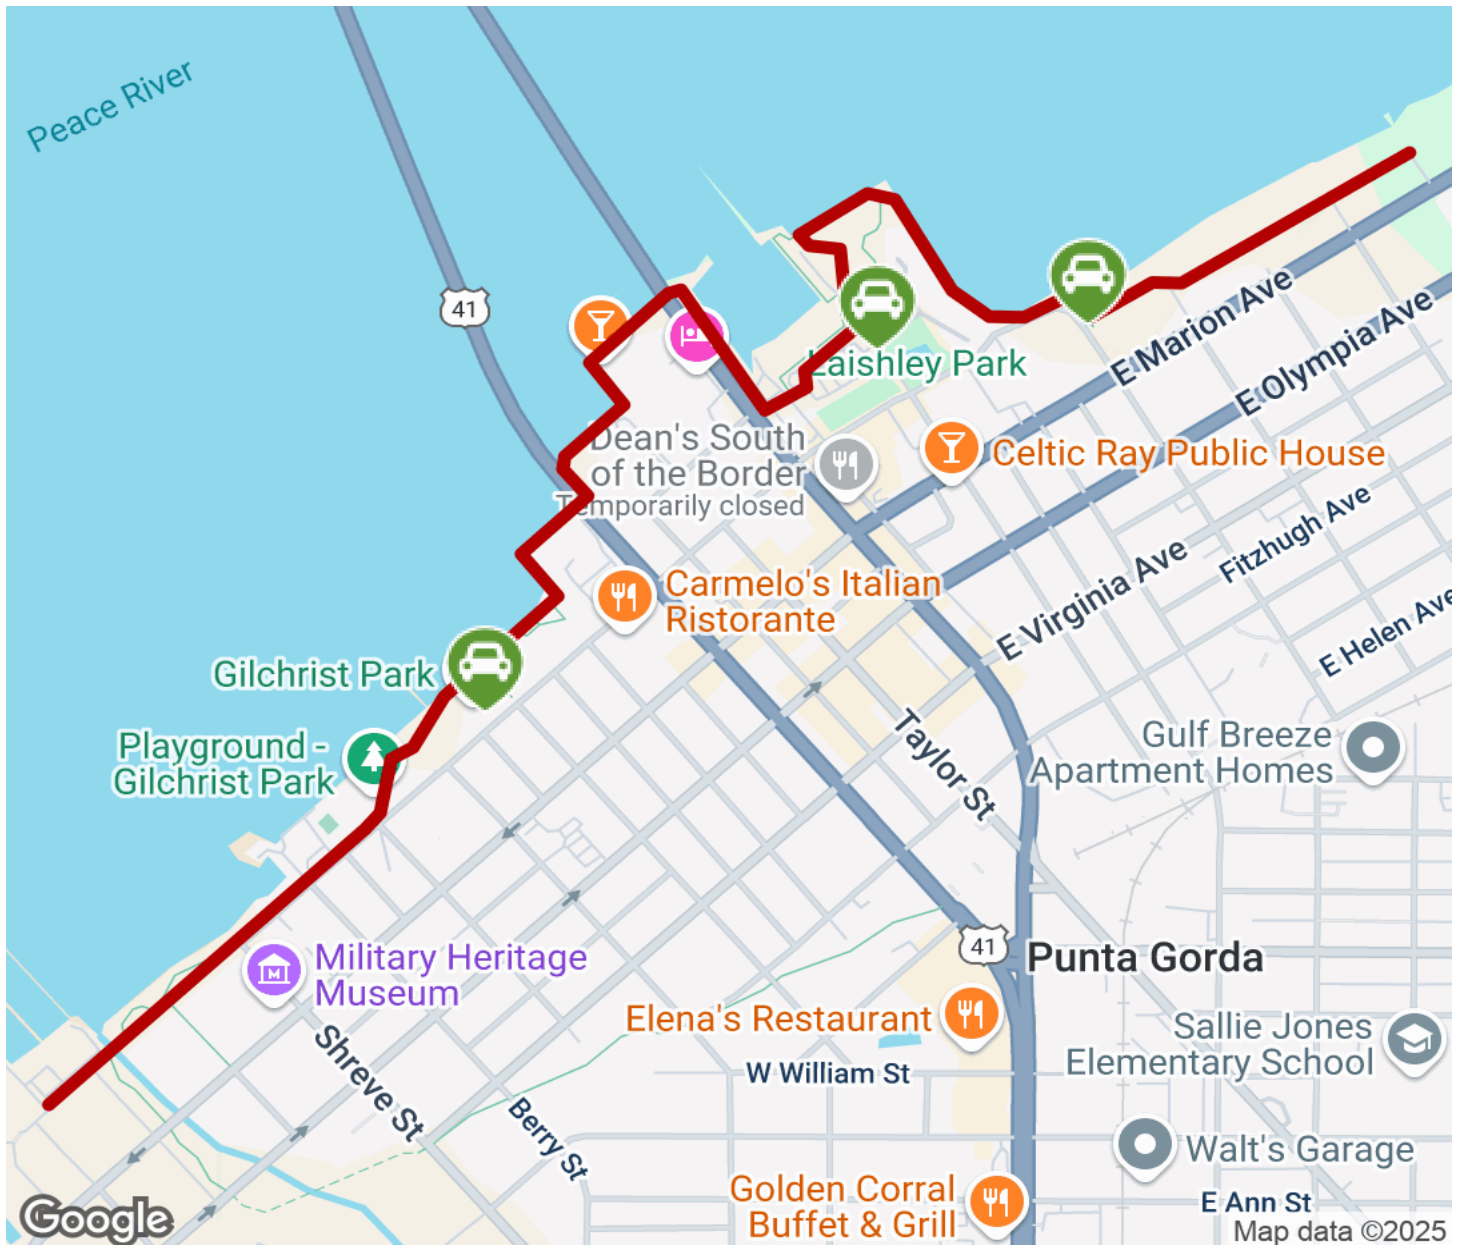 Peace River
41
Laishley Park
E Marion Ave
E Olympia Ave
Dean's South
of the Border
Temporarily closed
Celtic Ray Public House
Fitzhugh Ave
E Virginia Ave
E Helen Ave
Carmelo's Italian
Ristorante
Gilchrist Park
Playground -
Gilchrist Park
Taylor St
Gulf Breeze
Apartment Homes
Military Heritage
Museum
M
41
Punta Gorda
Elena's Restaurant
Sallie Jones
Elementary School
Shreve St
W William St
Berry St
Walt's Garage
Golden Corral
Buffet & Grill
E Ann St
Google
Map data ©2025